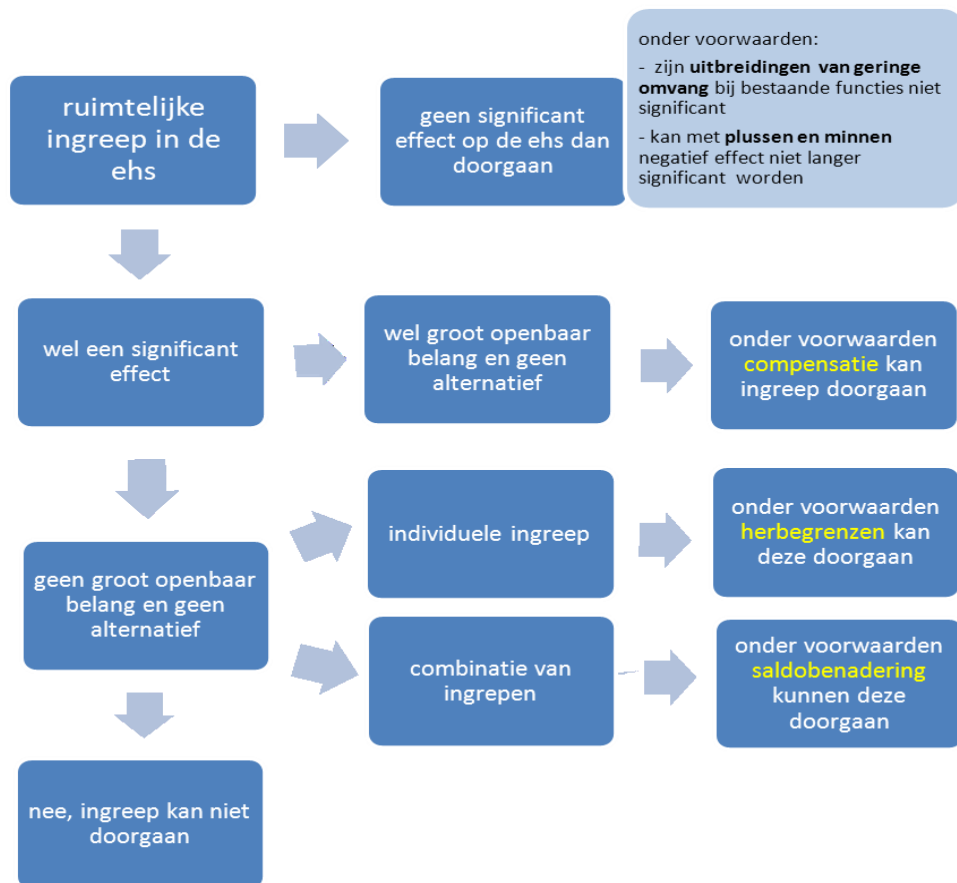 ruimtelijke
ingreep in de
ehs
geen significant
effect op de ehs dan
doorgaan
onder voorwaarden:
- zijn uitbreidingen van geringe
omvang bij bestaande functies niet
significant
- kan met plussen en minnen
negatief effect niet langer
significant worden
wel een significant
effect
wel groot openbaar
belang en geen
alternatief
onder voorwaarden
compensatie kan
ingreep doorgaan
geen groot openbaar
belang en geen
alternatief
individuele ingreep
onder voorwaarden
herbegrenzen kan
deze doorgaan
combinatie van
ingrepen
onder voorwaarden
saldobenadering
kunnen deze
doorgaan
nee, ingreep kan niet
doorgaan